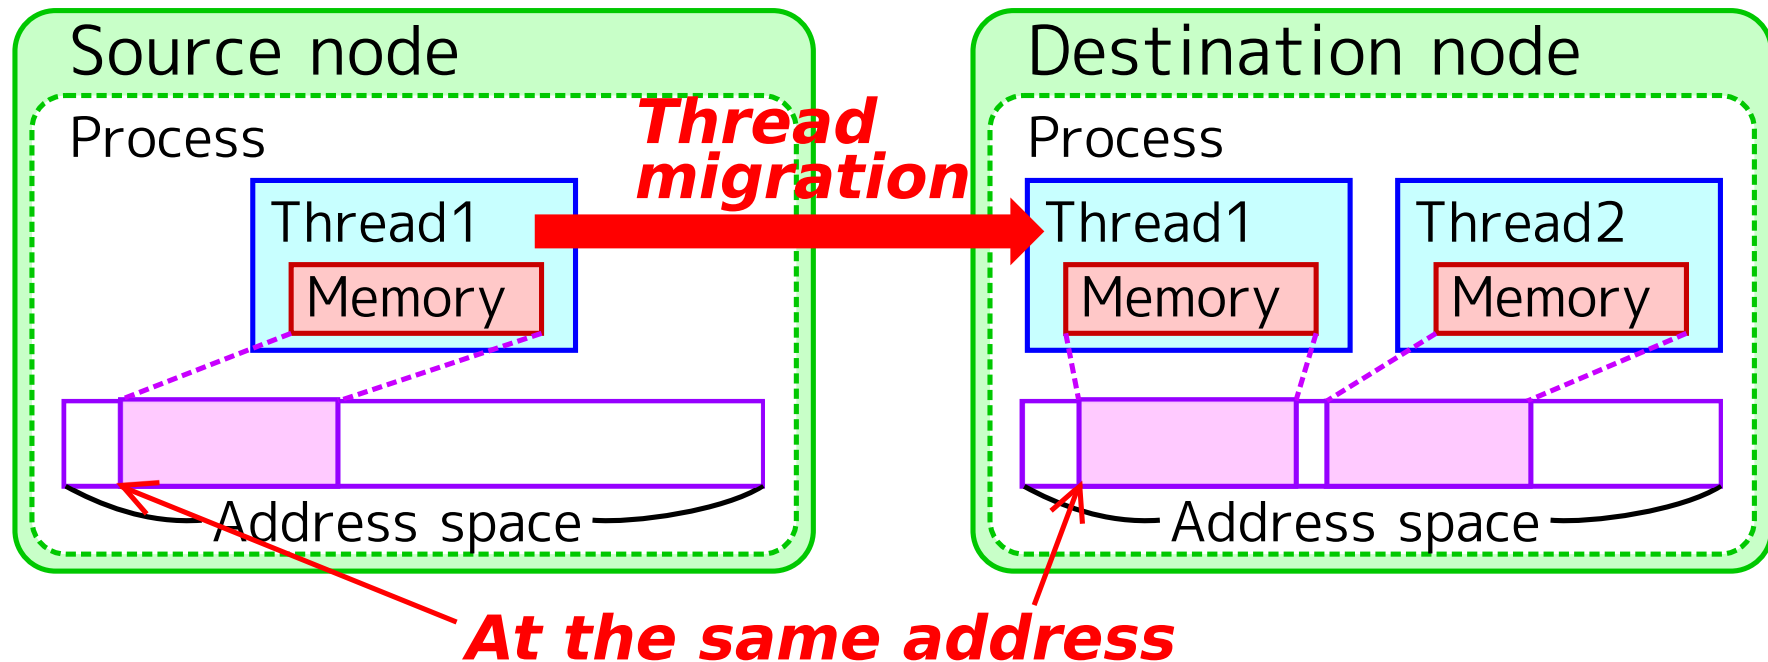 Source node
Process
Thread1
Memory
Address space
Thread
migration
Destination node
Process
Thread1
Memory
Thread2
Memory
Address space
At the same address